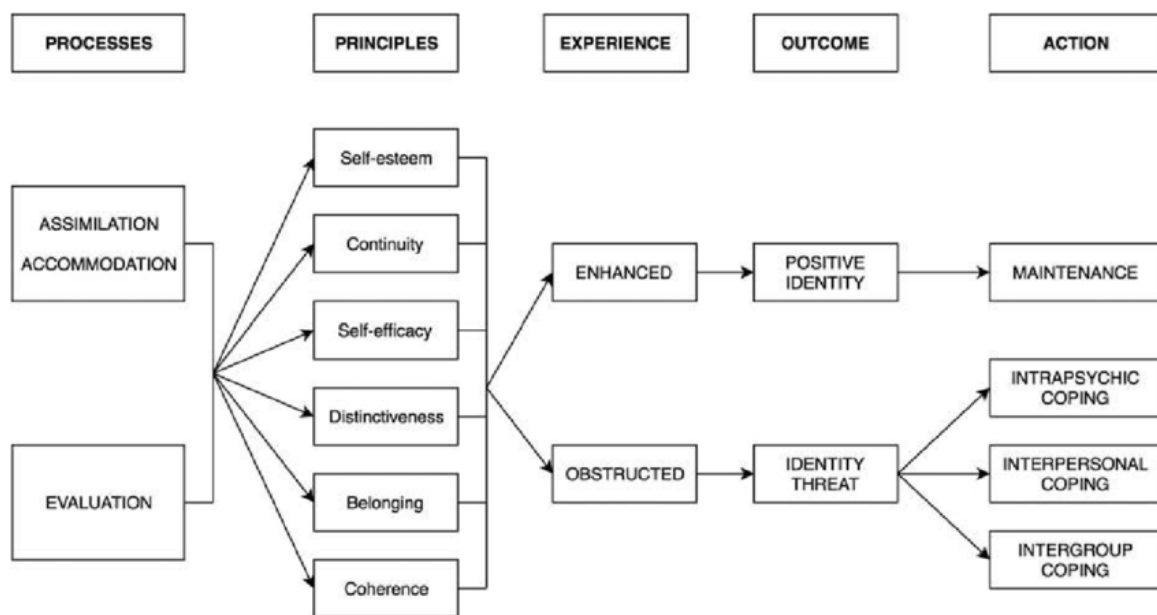 PROCESSES
PRINCIPLES
EXPERIENCE
OUTCOME
ACTION
ASSIMILATION
ACCOMMODATION
EVALUATION
Self-esteem
Continuity
Self-efficacy
Distinctiveness
Belonging
Coherence
ENHANCED
OBSTRUCTED
POSITIVE
IDENTITY
IDENTITY
THREAT
MAINTENANCE
INTRAPSYCHIC
COPING
INTERPERSONAL
COPING
INTERGROUP
COPING